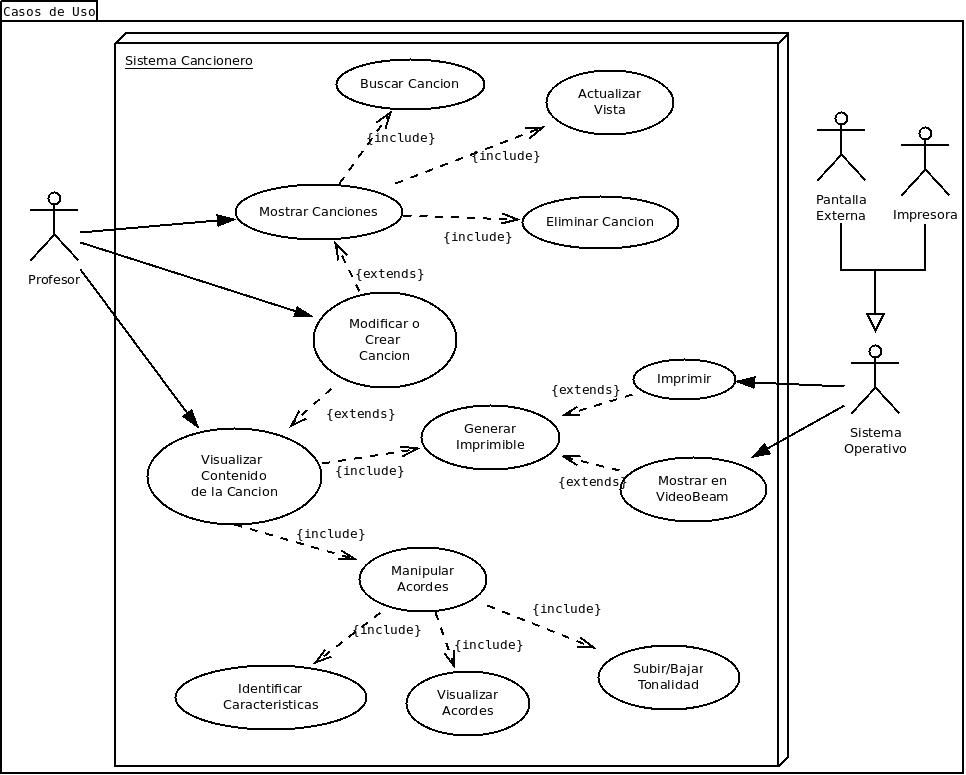 Casos de Uso
Sistema Cancionero
Buscar Cancion
Actualizar
Vista
{include}
{include}
Mostrar Canciones
Eliminar Cancion
{include}
Profesor
Pantalla
Externa
Impresora
{extends}
Modificar o
Crear
Cancion
{extends}
Imprimir
{extends}
Generar
Imprimible
Sistema
Operativo
Visualizar
Contenido
de la Cancion
{include}
{extends}
Mostrar en
VideoBeam
{include}
Manipular
Acordes
{include}
{include}
{include}
Identificar
Caracteristicas
Visualizar
Acordes
Subir/Bajar
Tonalidad